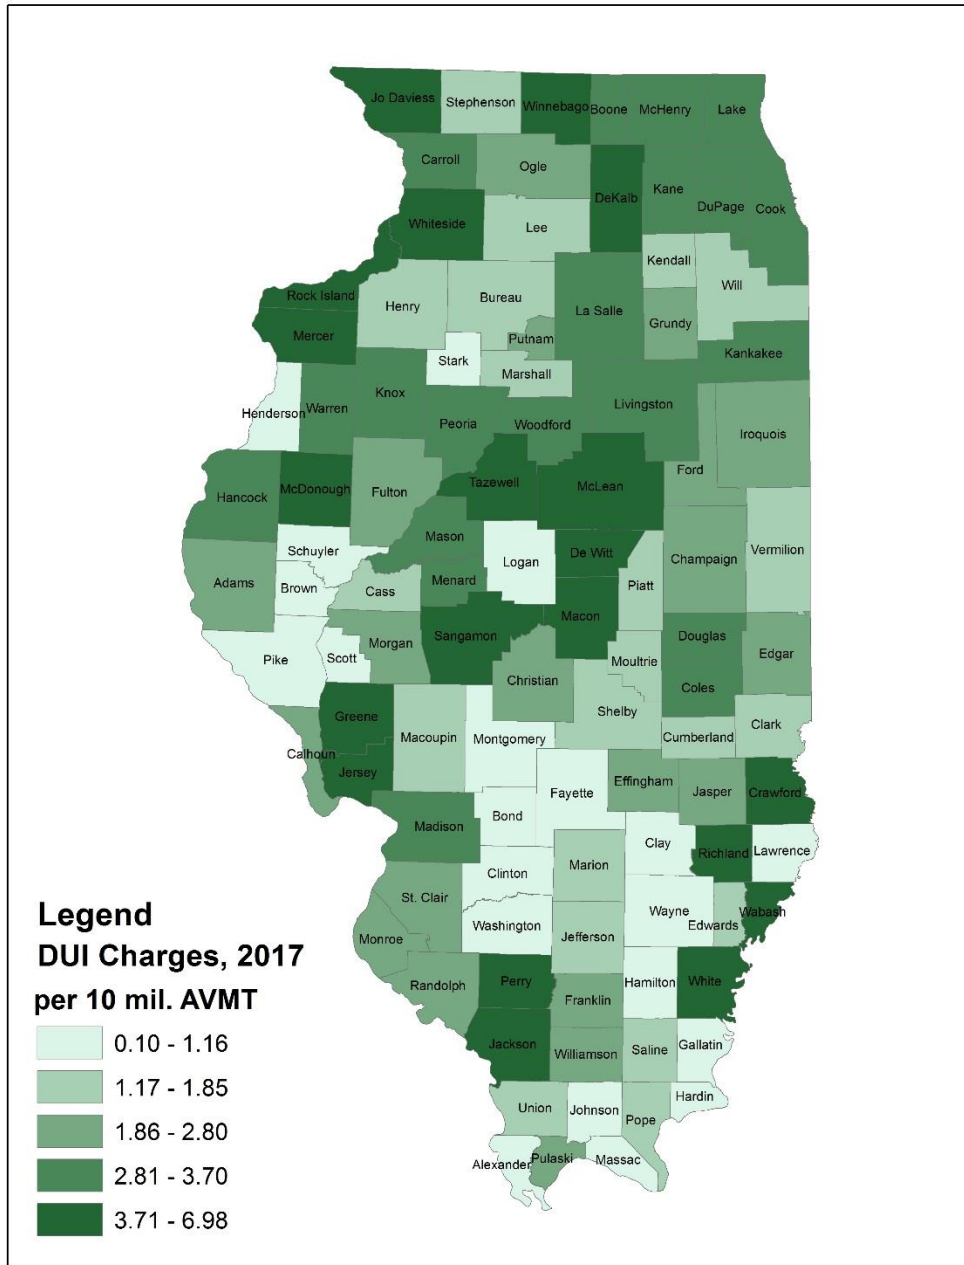 Jo Daviess
Stephenson
Winnebago
Boone
McHenry
Lake
Carroll
Ogle
DeKalb
Kane
DuPage
Cook
Whiteside
Lee
Kendall
Will
Rock Island
Henry
Bureau
La Salle
Grundy
Mercer
Putnam
Kankakee
Stark
Marshall
Henderson
Warren
Knox
Peoria
Woodford
Livingston
Iroquois
Ford
Hancock
McDonough
Fulton
Tazewell
McLean
Mason
Schuyler
Logan
De Witt
Champaign
Vermilion
Adams
Brown
Cass
Menard
Piatt
Macon
Pike
Scott
Morgan
Sangamon
Christian
Moultrie
Douglas
Edgar
Coles
Greene
Shelby
Calhoun
Jersey
Macoupin
Montgomery
Cumberland
Clark
Fayette
Effingham
Jasper
Crawford
Madison
Bond
Clay
Richland
Lawrence
Clinton
Marion
St. Clair
Wayne
Edwards
Wabash
Washington
Jefferson
Monroe
Randolph
Perry
Franklin
Hamilton
White
Jackson
Williamson
Saline
Gallatin
Union
Johnson
Pope
Hardin
Alexander
Pulaski
Massac
Legend
DUI Charges, 2017
per 10 mil. AVMT
0.10 - 1.16
1.17 - 1.85
1.86 - 2.80
2.81 - 3.70
3.71 - 6.98